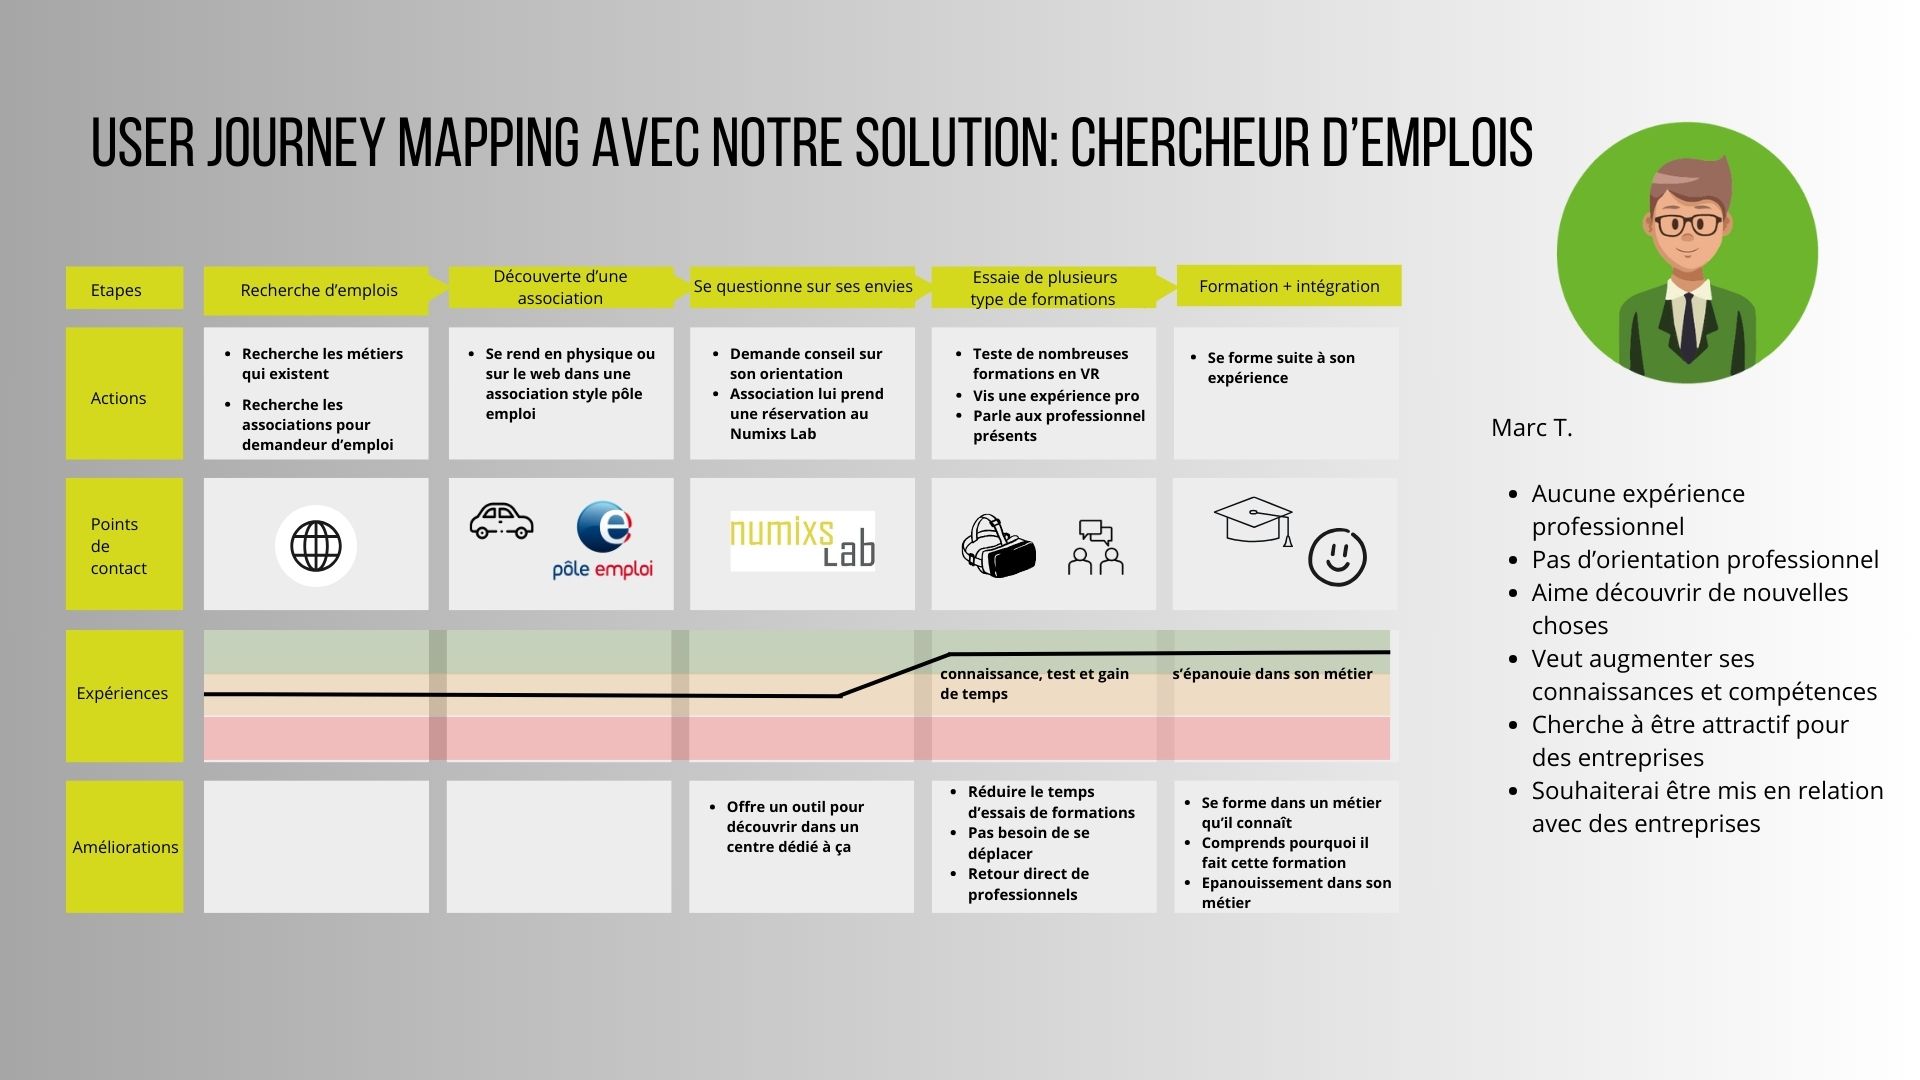 USER JOURNEY MAPPING AVEC NOTRE SOLUTION: CHERCHEUR D’EMPLOIS
Etapes
Recherche d’emplois
Découverte d’une
association
Se questionne sur ses envies
Essaie de plusieurs
type de formations
Formation + intégration
Actions
• Recherche les métiers
qui existent
• Recherche les
associations pour
demandeur d’emploi
• Se rend en physique ou
sur le web dans une
association style pôle
emploi
• Demande conseil sur
son orientation
• Association lui prend
une réservation au
Numixs Lab
• Teste de nombreuses
formations en VR
• Vis une expérience pro
• Parle aux professionnel
présents
• Se forme suite à son
expérience
Points
de
contact
e
pôle emploi
numixs
Lab
Expériences
connaissance, test et gain
de temps
s’épanouie dans son métier
Améliorations
• Offre un outil pour
découvrir dans un
centre dédié à ça
• Réduire le temps
d’essais de formations
• Pas besoin de se
déplacer
• Retour direct de
professionnels
• Se forme dans un métier
qu’il connaît
• Comprends pourquoi il
fait cette formation
• Epanouissement dans son
métier
Marc T.
• Aucune expérience
professionnel
• Pas d’orientation professionnel
• Aime découvrir de nouvelles
choses
• Veut augmenter ses
connaissances et compétences
• Cherche à être attractif pour
des entreprises
• Souhaiterai être mis en relation
avec des entreprises